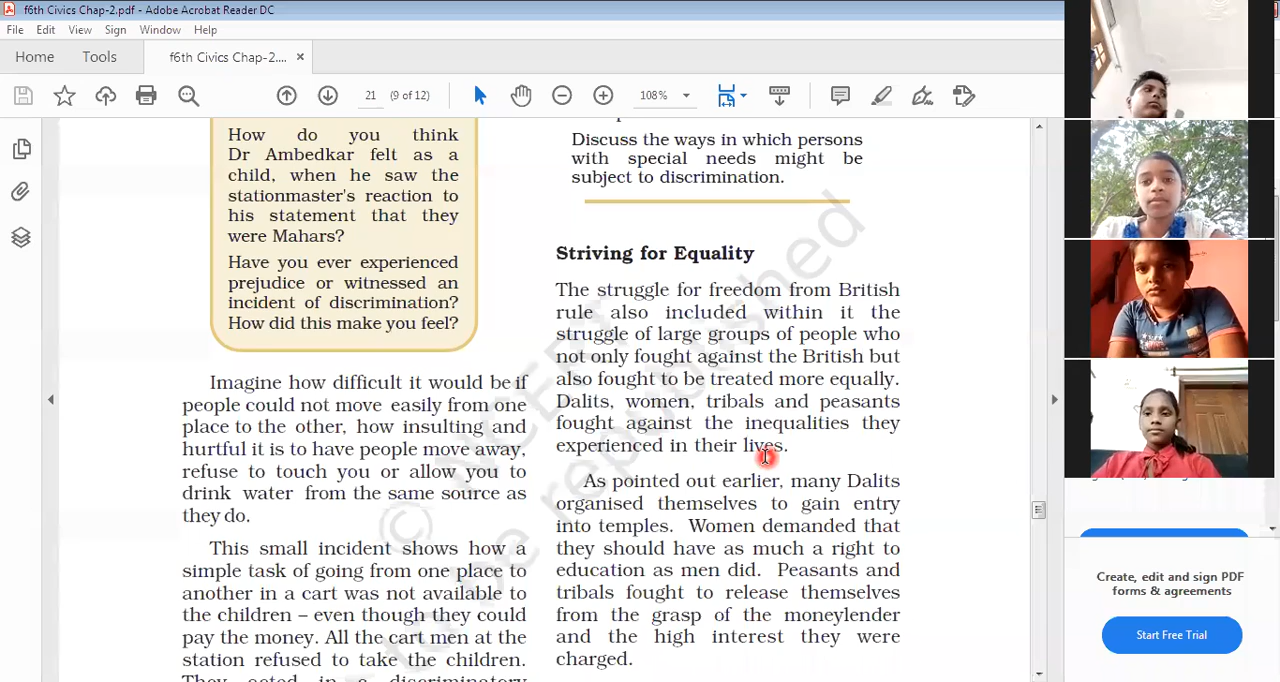 f6th Civics Chap-2.pdf - Adobe Acrobat Reader DC
File Edit View Sign Window Help
Home Tools f6th Civics Chap-2.... ×
21 (9 of 12) 108%
How do you think
Dr Ambedkar felt as a
child, when he saw the
stationmaster's reaction to
his statement that they
were Mahars?
Have you ever experienced
prejudice or witnessed an
incident of discrimination?
How did this make you feel?
Imagine how difficult it would be if
people could not move easily from one
place to the other, how insulting and
hurtful it is to have people move away,
refuse to touch you or allow you to
drink water from the same source as
they do.
This small incident shows how a
simple task of going from one place to
another in a cart was not available to
the children – even though they could
pay the money. All the cart men at the
station refused to take the children.
They acted in a discriminatory
Discuss the ways in which persons
with special needs might be
subject to discrimination.
Striving for Equality
The struggle for freedom from British
rule also included within it the
struggle of large groups of people who
not only fought against the British but
also fought to be treated more equally.
Dalits, women, tribals and peasants
fought against the inequalities they
experienced in their lives.
As pointed out earlier, many Dalits
organised themselves to gain entry
into temples. Women demanded that
they should have as much a right to
education as men did. Peasants and
tribals fought to release themselves
from the grasp of the moneylender
and the high interest they were
charged.
©
be republished
Create, edit and sign PDF
forms & agreements
Start Free Trial